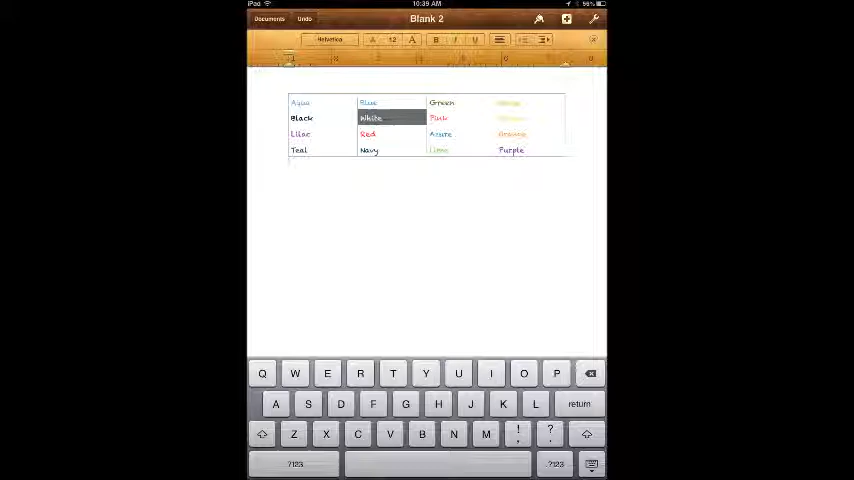 iPad 10:39 AM 56%
Documents Undo Blank 2
Helvetica A 12 A B I U
Aqua Blue Green
Black White Pink
Lilac Red Azure Orange
Teal Navy Lime Purple
Q W E R T Y U I O P
A S D F G H J K L return
Z X C V B N M ! , ? .
.?123 .?123